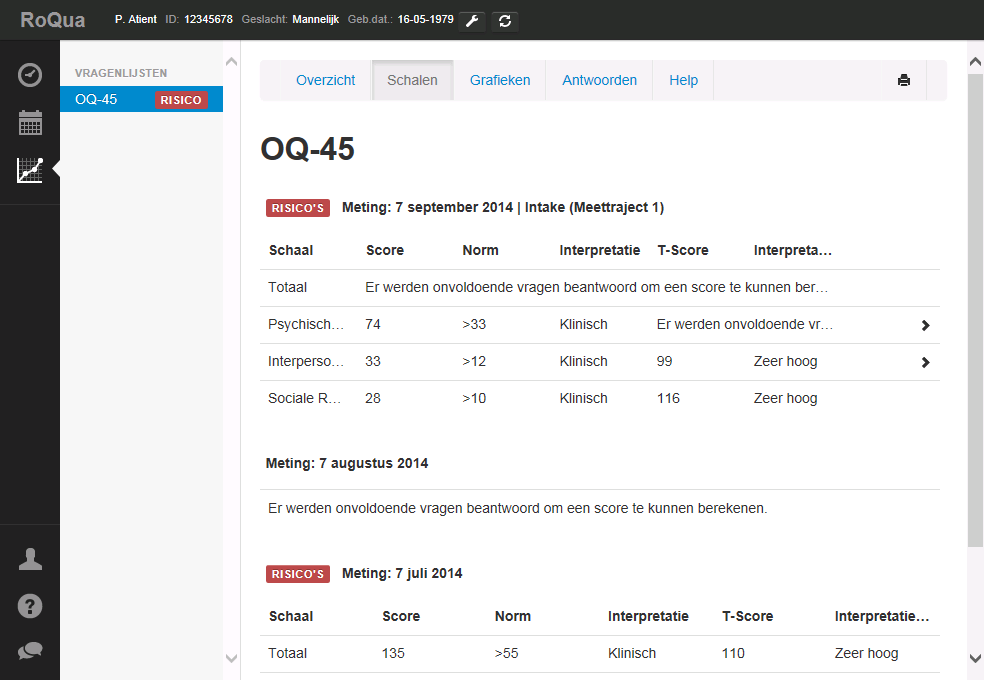 RoQua P. Atient ID: 12345678 Geslacht: Mannelijk Geb.dat.: 16-05-1979
VRAGENLIJSTEN
OQ-45 RISICO
Overzicht Schalen Grafieken Antwoorden Help
OQ-45
RISICO'S Meting: 7 september 2014 | Intake (Meettraject 1)
Schaal Score Norm Interpretatie T-Score Interpreta…
Totaal Er werden onvoldoende vragen beantwoord om een score te kunnen ber…
Psychisch… 74 >33 Klinisch Er werden onvoldoende vr…
Interperso… 33 >12 Klinisch 99 Zeer hoog
Sociale R… 28 >10 Klinisch 116 Zeer hoog
Meting: 7 augustus 2014
Er werden onvoldoende vragen beantwoord om een score te kunnen berekenen.
RISICO'S Meting: 7 juli 2014
Schaal Score Norm Interpretatie T-Score Interpretatie…
Totaal 135 >55 Klinisch 110 Zeer hoog